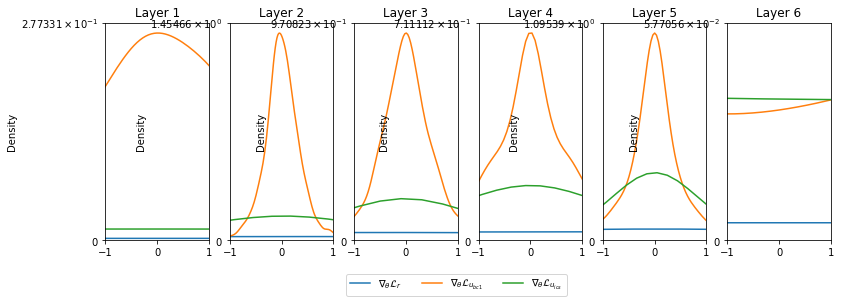 Layer 1
Layer 2
Layer 3
Layer 4
Layer 5
Layer 6
2.77331 × 10⁻¹
1.45466 × 10⁰
9.70823 × 10⁻¹
7.11112 × 10⁻¹
1.09539 × 10⁰
5.77056 × 10⁻²
Density
Density
Density
Density
Density
Density
0 0 0 0 0 0
−1 0 1 −1 0 1 −1 0 1 −1 0 1 −1 0 1 −1 0 1
∇θℒr ∇θℒu_bc1 ∇θℒu_ics